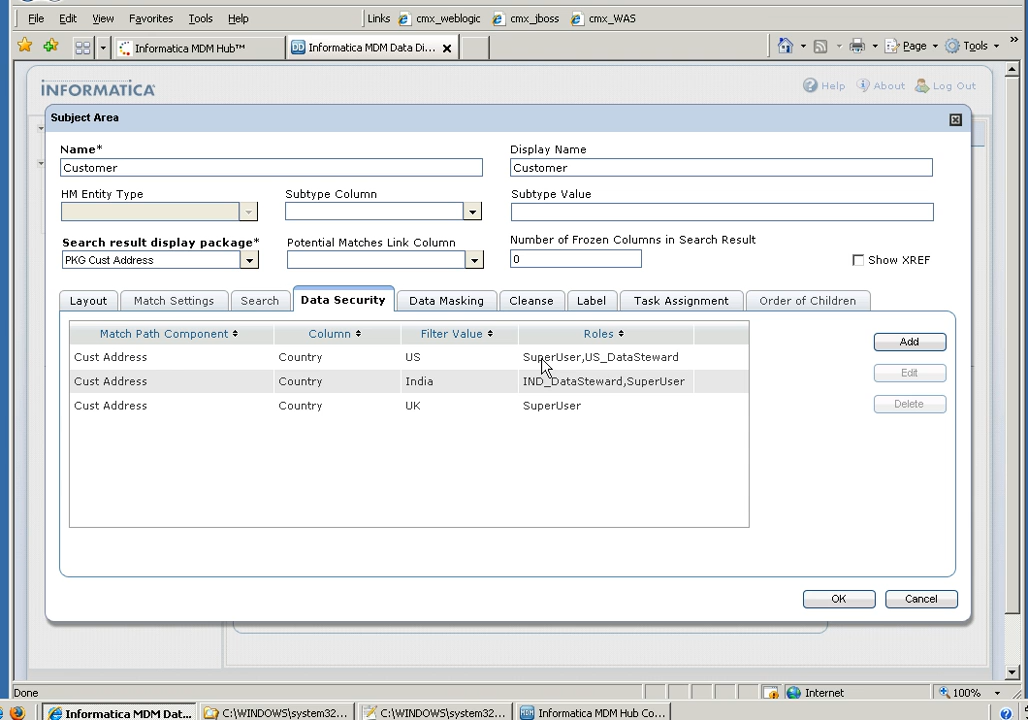 File Edit View Favorites Tools Help Links cmx_weblogic cmx_jboss cmx_WAS
Informatica MDM Hub™ DD Informatica MDM Data Di... Page Tools »
INFORMATICA Help About Log Out
Subject Area
Name* Display Name
Customer Customer
HM Entity Type Subtype Column Subtype Value
Search result display package* Potential Matches Link Column Number of Frozen Columns in Search Result
PKG Cust Address 0 Show XREF
Layout Match Settings Search Data Security Data Masking Cleanse Label Task Assignment Order of Children
Match Path Component Column Filter Value Roles
Add
Cust Address Country US SuperUser,US_DataSteward
Edit
Cust Address Country India IND_DataSteward,SuperUser
Delete
Cust Address Country UK SuperUser
OK Cancel
Done Internet 100%
Informatica MDM Dat... C:\WINDOWS\system32... C:\WINDOWS\system32... DD Informatica MDM Hub Co...